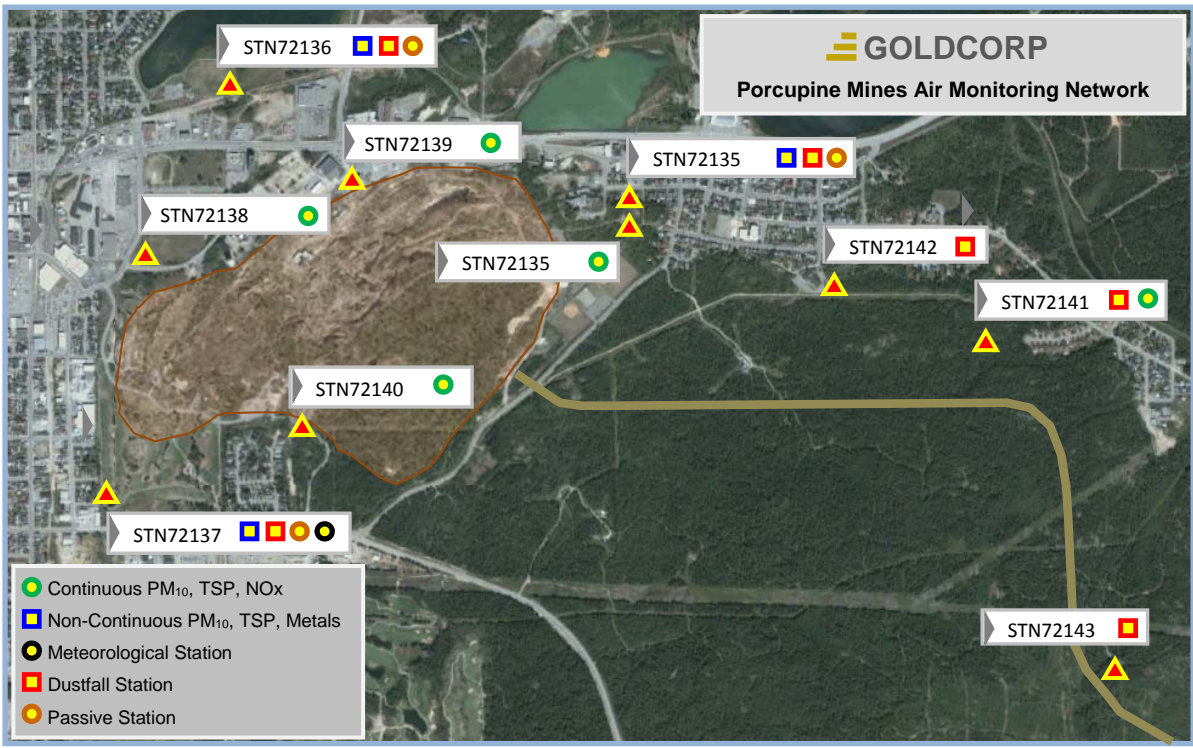 STN72136
GOLDCORP
Porcupine Mines Air Monitoring Network
STN72139
STN72135
STN72138
STN72142
STN72135
STN72141
STN72140
STN72137
Continuous PM₁₀, TSP, NOx
Non-Continuous PM₁₀, TSP, Metals
Meteorological Station
Dustfall Station
Passive Station
STN72143